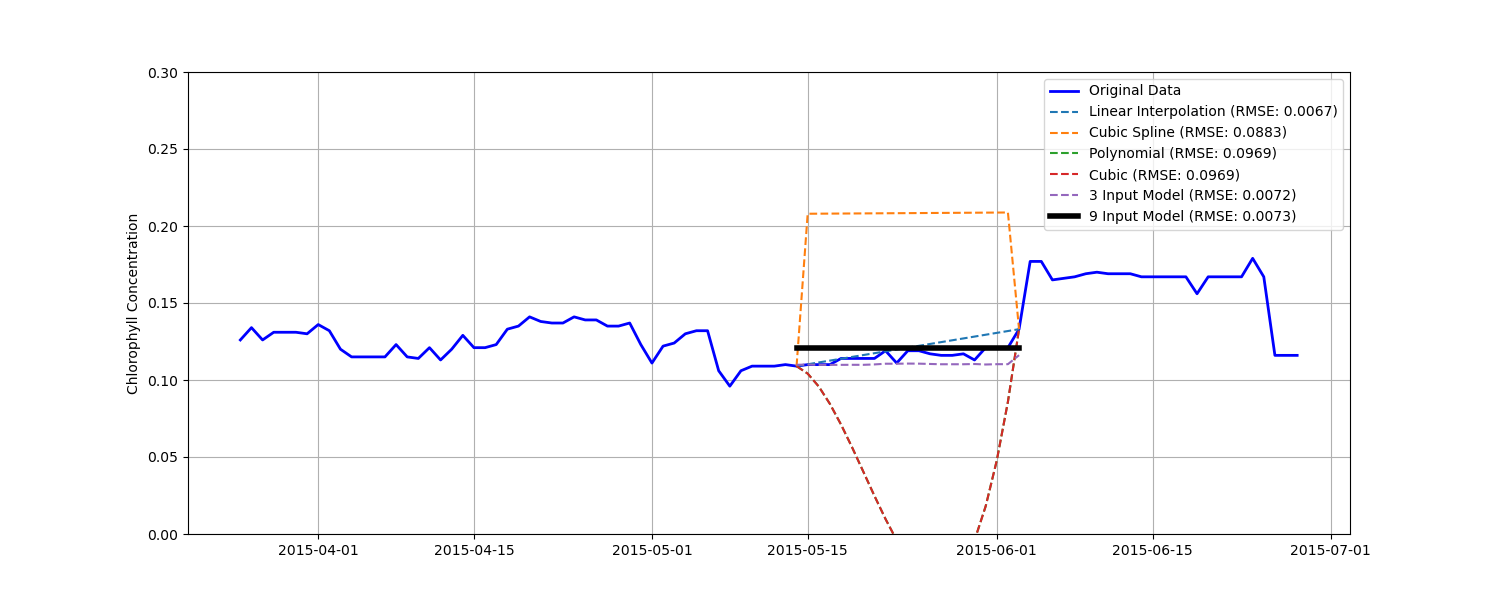 0.30
0.25
0.20
0.15
0.10
0.05
0.00
Chlorophyll Concentration
Original Data
Linear Interpolation (RMSE: 0.0067)
Cubic Spline (RMSE: 0.0883)
Polynomial (RMSE: 0.0969)
Cubic (RMSE: 0.0969)
3 Input Model (RMSE: 0.0072)
9 Input Model (RMSE: 0.0073)
2015-04-01 2015-04-15 2015-05-01 2015-05-15 2015-06-01 2015-06-15 2015-07-01